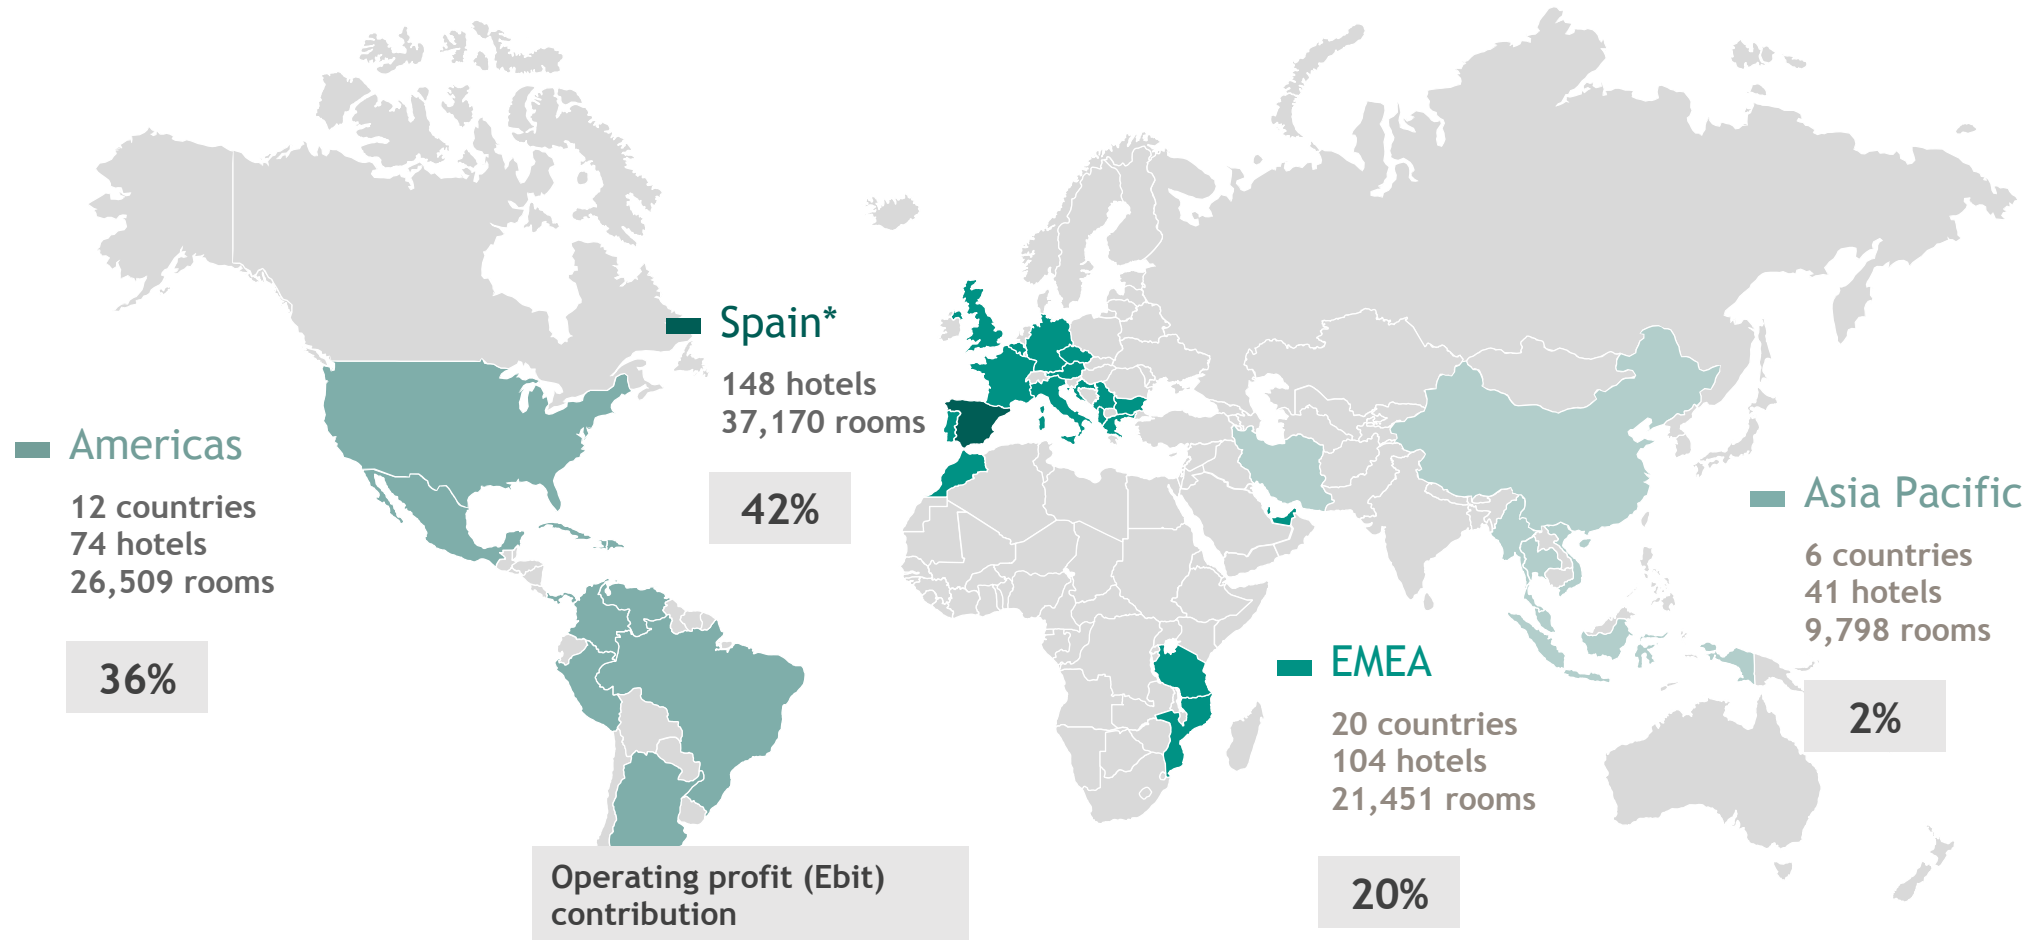 Spain*
148 hotels
37,170 rooms
42%
Americas
12 countries
74 hotels
26,509 rooms
36%
Asia Pacific
6 countries
41 hotels
9,798 rooms
2%
EMEA
20 countries
104 hotels
21,451 rooms
20%
Operating profit (Ebit)
contribution